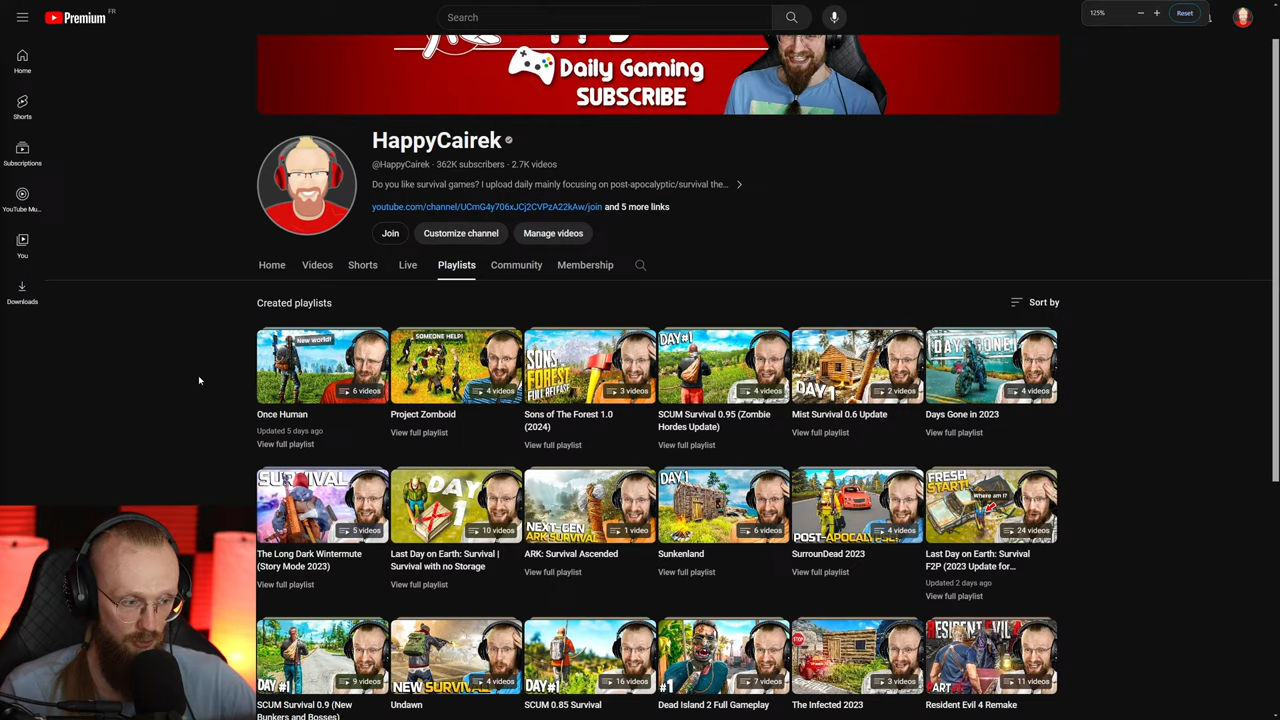 Premium
FR
Search
125%
Reset
Daily Gaming
SUBSCRIBE
Home
Shorts
Subscriptions
YouTube Mu...
You
Downloads
HappyCairek
@HappyCairek · 362K subscribers · 2.7K videos
Do you like survival games? I upload daily mainly focusing on post-apocalyptic/survival the...
youtube.com/channel/UCmG4y706xJCj2CVPzA22kAw/join and 5 more links
Join
Customize channel
Manage videos
Home
Videos
Shorts
Live
Playlists
Community
Membership
Created playlists
Sort by
New world!
6 videos
Once Human
Updated 5 days ago
View full playlist
SOMEONE HELP!
4 videos
Project Zomboid
View full playlist
SONS
FOREST
FULL RELEASE
3 videos
Sons of The Forest 1.0
(2024)
View full playlist
DAY#1
4 videos
SCUM Survival 0.95 (Zombie
Hordes Update)
View full playlist
DAY 1
2 videos
Mist Survival 0.6 Update
View full playlist
DAYS GONE
4 videos
Days Gone in 2023
View full playlist
SURVIVAL
5 videos
The Long Dark Wintermute
(Story Mode 2023)
View full playlist
DAY
1
10 videos
Last Day on Earth: Survival |
Survival with no Storage
View full playlist
NEXT-GEN
ARK SURVIVAL
1 video
ARK: Survival Ascended
View full playlist
DAY1
6 videos
Sunkenland
View full playlist
POST-APOCALYPTIC
4 videos
SurrounDead 2023
View full playlist
FRESH
START!
Where am I?
24 videos
Last Day on Earth: Survival
F2P (2023 Update for...
Updated 2 days ago
View full playlist
DAY#1
9 videos
SCUM Survival 0.9 (New
Bunkers and Bosses)
NEW SURVIVAL
4 videos
Undawn
DAY#1
16 videos
SCUM 0.85 Survival
#1
7 videos
Dead Island 2 Full Gameplay
STOP
3 videos
The Infected 2023
RESIDENT EVIL 4
11 videos
Resident Evil 4 Remake